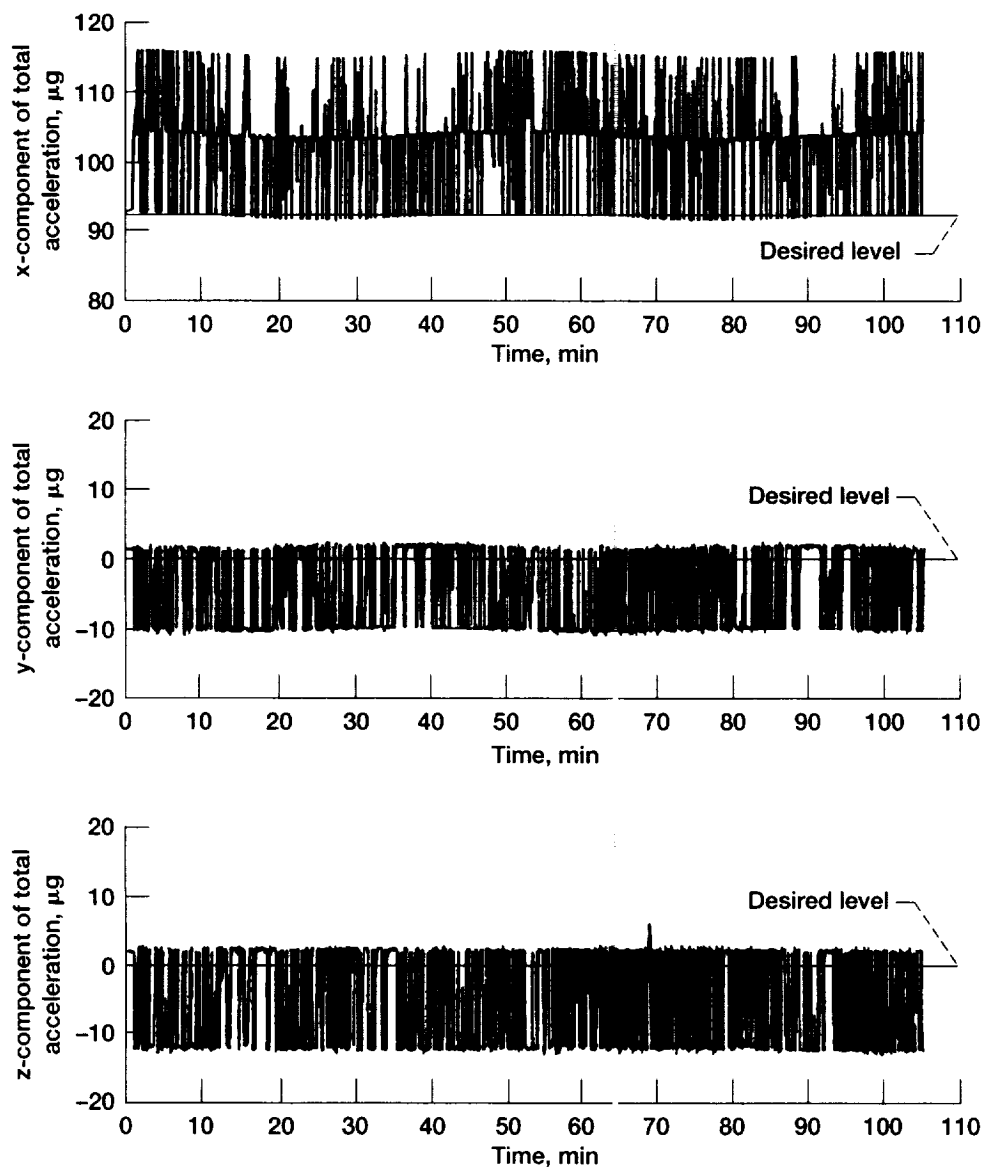 x-component of total
acceleration, μg
120
110
100
90
80
Desired level
0 10 20 30 40 50 60 70 80 90 100 110
Time, min
y-component of total
acceleration, μg
20
10
0
−10
−20
Desired level
0 10 20 30 40 50 60 70 80 90 100 110
Time, min
z-component of total
acceleration, μg
20
10
0
−10
−20
Desired level
0 10 20 30 40 50 60 70 80 90 100 110
Time, min